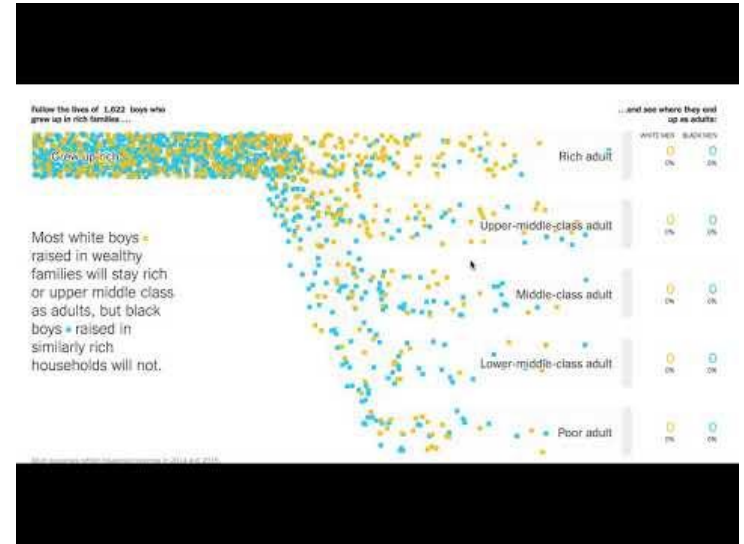 Follow the lives of 1,622 boys who
grew up in rich families ...
...and see where they end
up as adults:
WHITE MEN BLACK MEN
Grew up rich
Rich adult
0 0
0% 0%
Upper-middle-class adult
0 0
0% 0%
Most white boys
raised in wealthy
families will stay rich
or upper middle class
as adults, but black
boys raised in
similarly rich
households will not.
Middle-class adult
0 0
0% 0%
Lower-middle-class adult
0 0
0% 0%
Poor adult
0 0
0% 0%